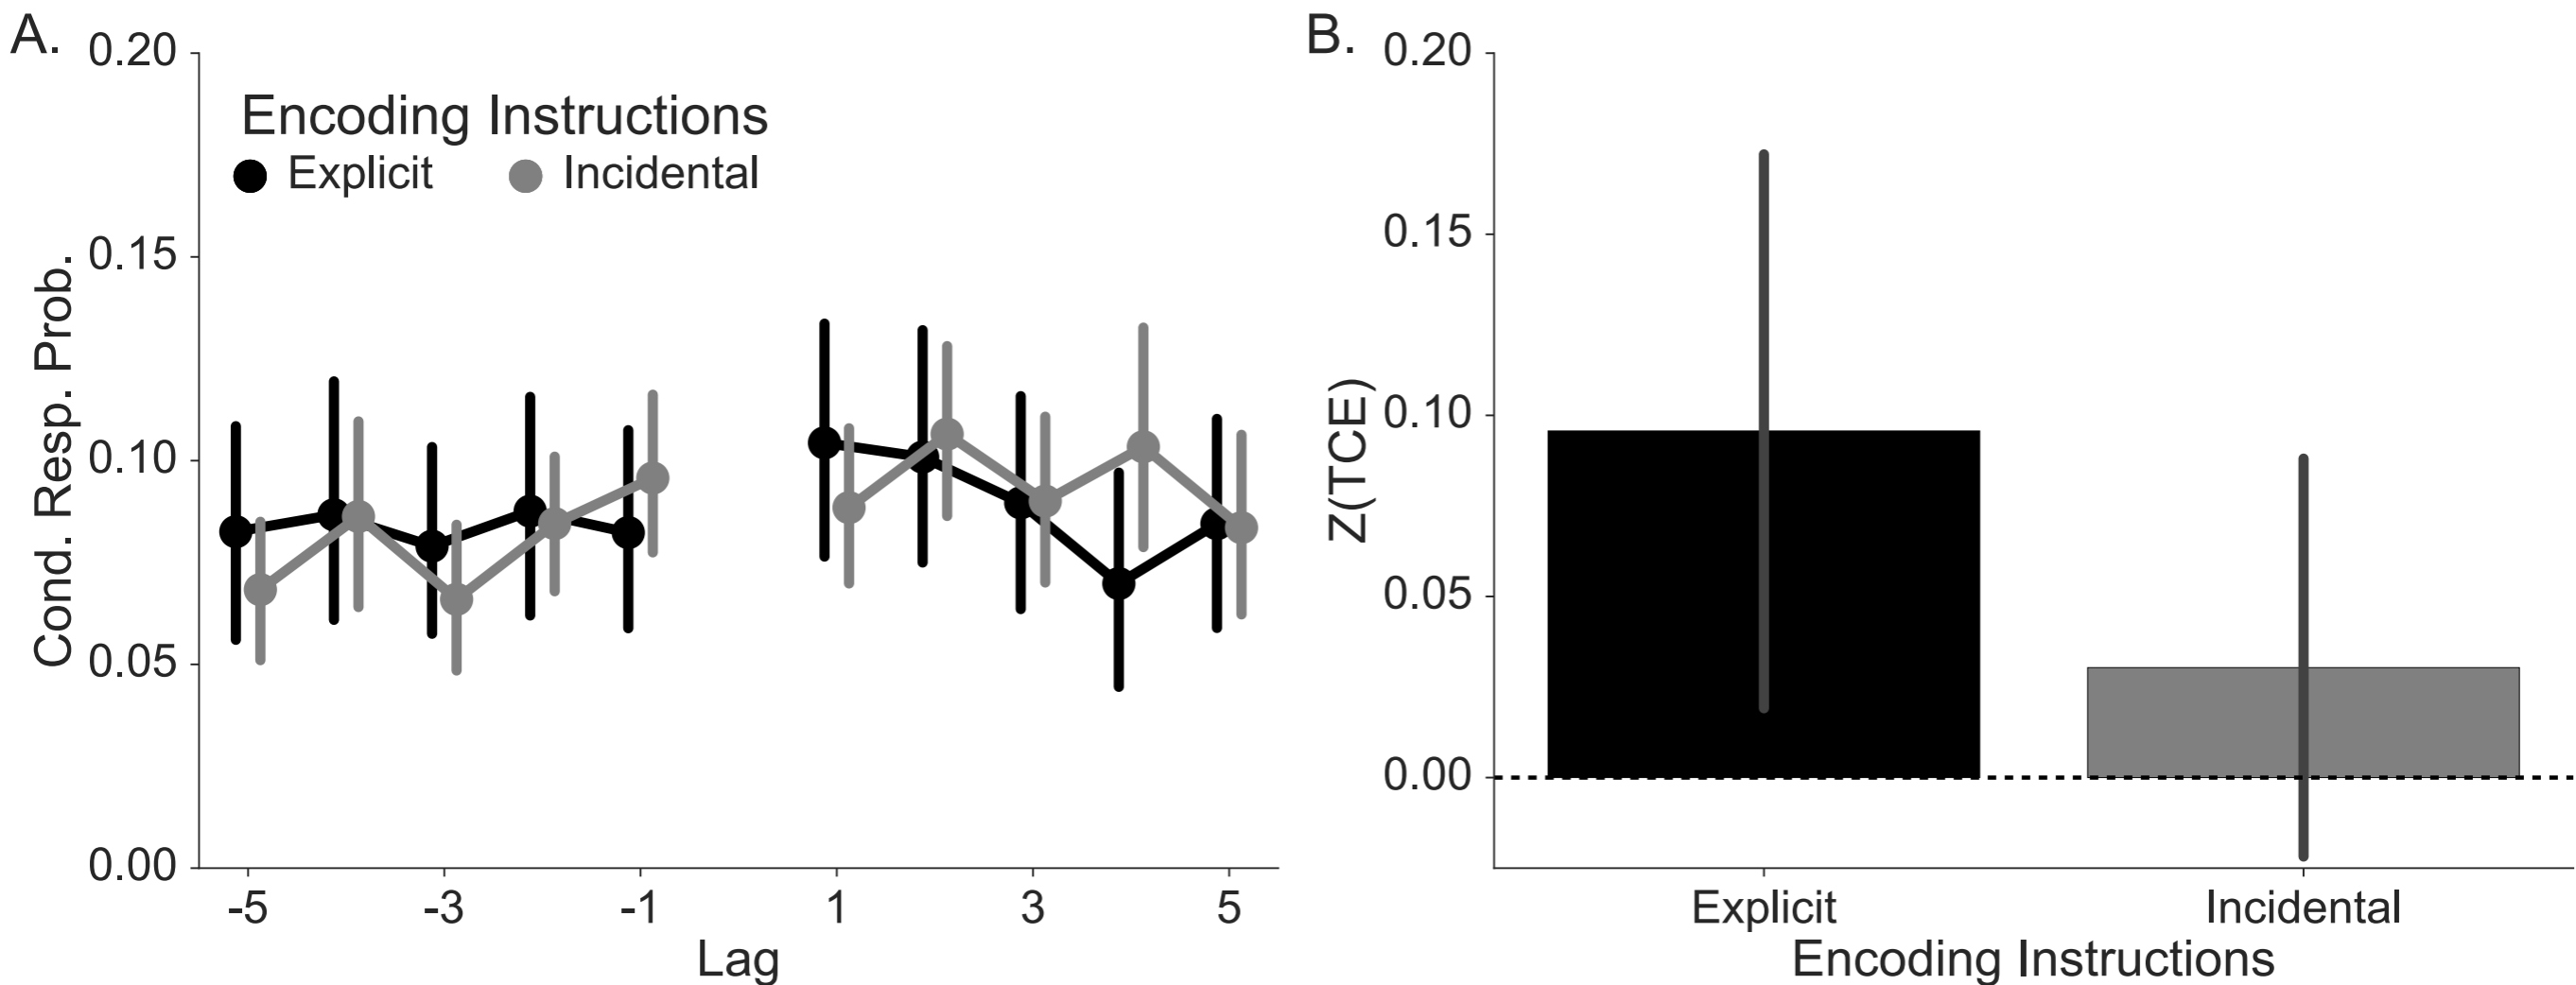 A.
0.20
0.15
0.10
0.05
0.00
Cond. Resp. Prob.
Encoding Instructions
Explicit Incidental
-5 -3 -1 1 3 5
Lag
B.
0.20
0.15
0.10
0.05
0.00
Z(TCE)
Explicit Incidental
Encoding Instructions